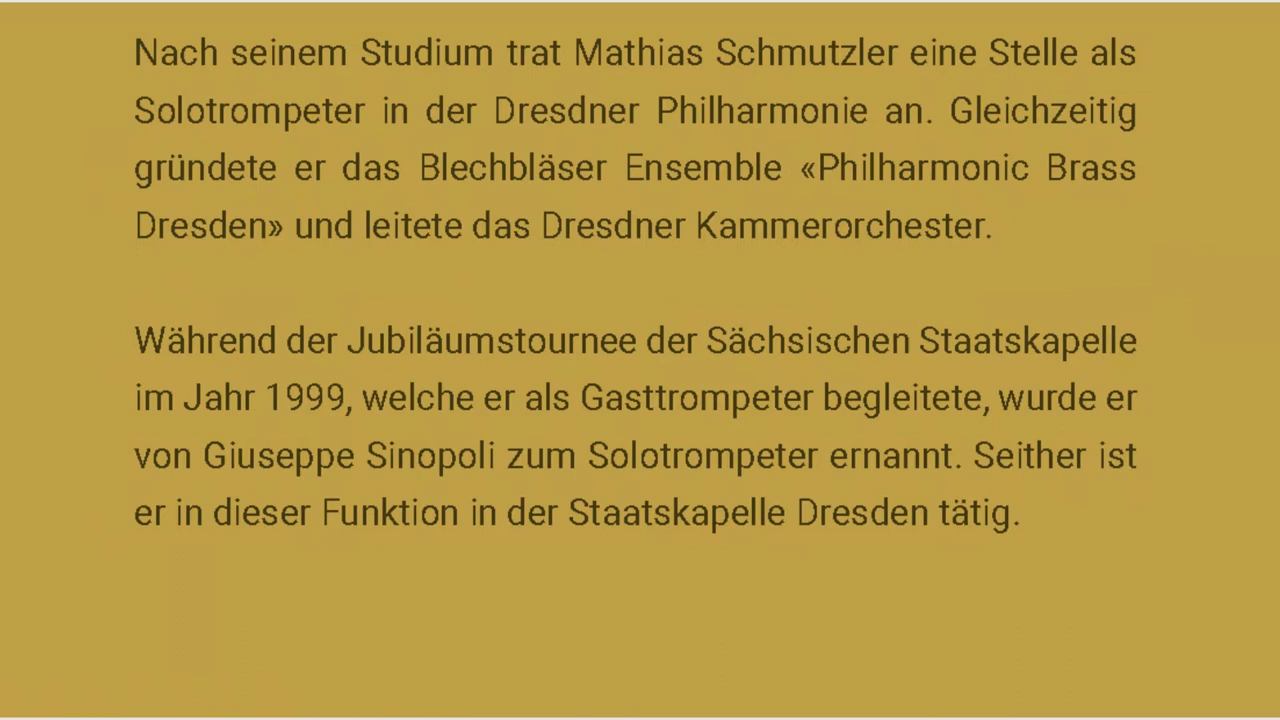 Nach seinem Studium trat Mathias Schmutzler eine Stelle als
Solotrompeter in der Dresdner Philharmonie an. Gleichzeitig
gründete er das Blechbläser Ensemble «Philharmonic Brass
Dresden» und leitete das Dresdner Kammerorchester.
Während der Jubiläumstournee der Sächsischen Staatskapelle
im Jahr 1999, welche er als Gasttrompeter begleitete, wurde er
von Giuseppe Sinopoli zum Solotrompeter ernannt. Seither ist
er in dieser Funktion in der Staatskapelle Dresden tätig.